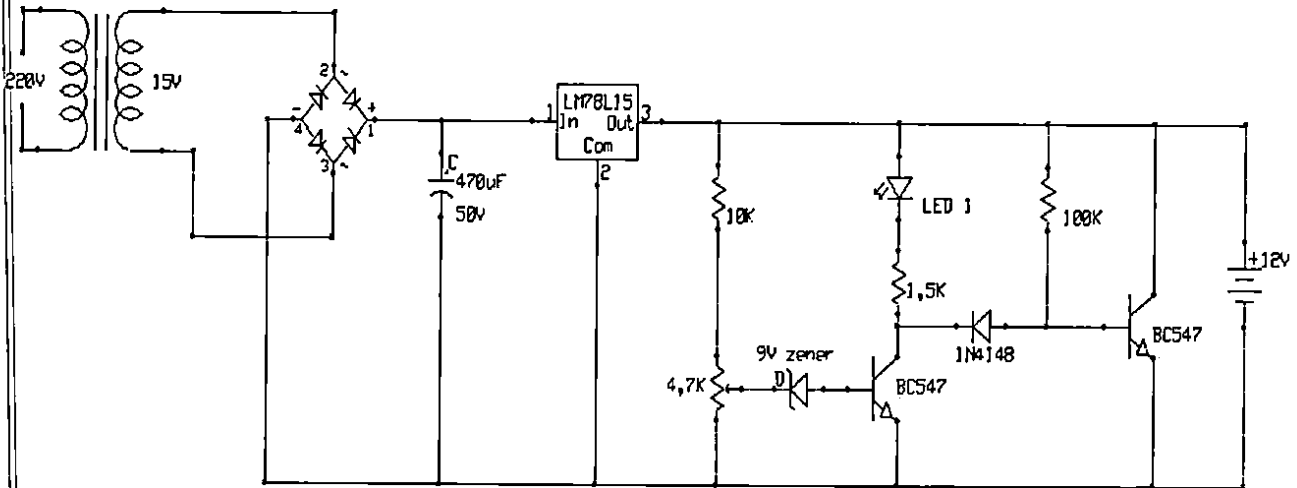 220V
15V
2 ~
- 4
+ 1
3 ~
C
470uF
50V
LM78L15
1 In Out 3
Com
2
10K
4,7K
9V zener
D
BC547
LED 1
1,5K
1N4148
100K
BC547
+12V